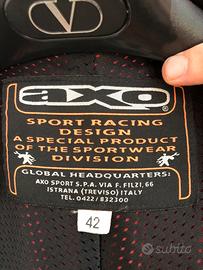 V
axo
®
SPORT RACING
DESIGN
A SPECIAL PRODUCT
OF THE SPORTWEAR
DIVISION
GLOBAL HEADQUARTERS:
AXO SPORT S.P.A. VIA F. FILZI, 66
ISTRANA (TREVISO) ITALY
TEL. 0422/832300
42
subito